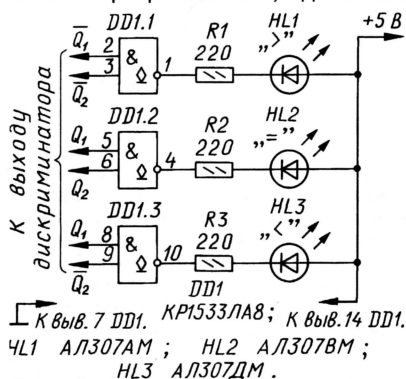 DD1.1
R1
HL1
+5 В
Q̅1 2 & 1 220 „>”
3
Q̅2
DD1.2
R2
HL2
Q1 5 & 4 220 „=”
6
Q2
DD1.3
R3
HL3
Q1 8 & 10 220 „<”
9
Q̅2
К выходу
дискриминатора
DD1
К выв. 7 DD1. КР1533ЛА8; К выв. 14 DD1.
HL1 АЛ307АМ ; HL2 АЛ307ВМ ;
HL3 АЛ307ДМ .